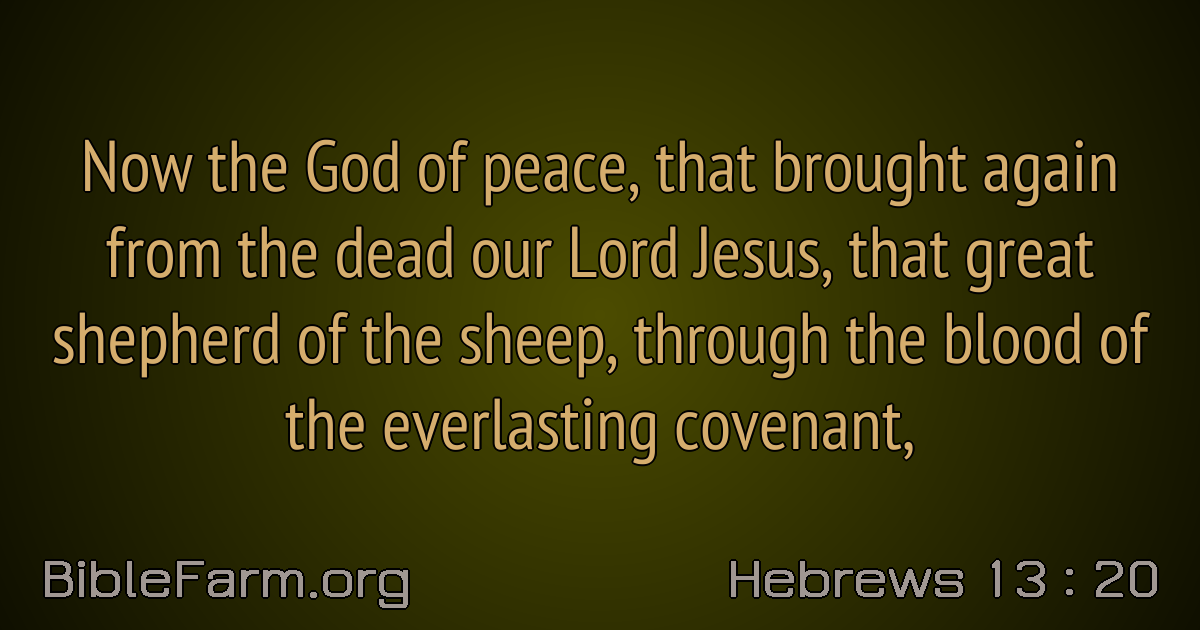 Now the God of peace, that brought again
from the dead our Lord Jesus, that great
shepherd of the sheep, through the blood of
the everlasting covenant,
BibleFarm.org
Hebrews 13 : 20